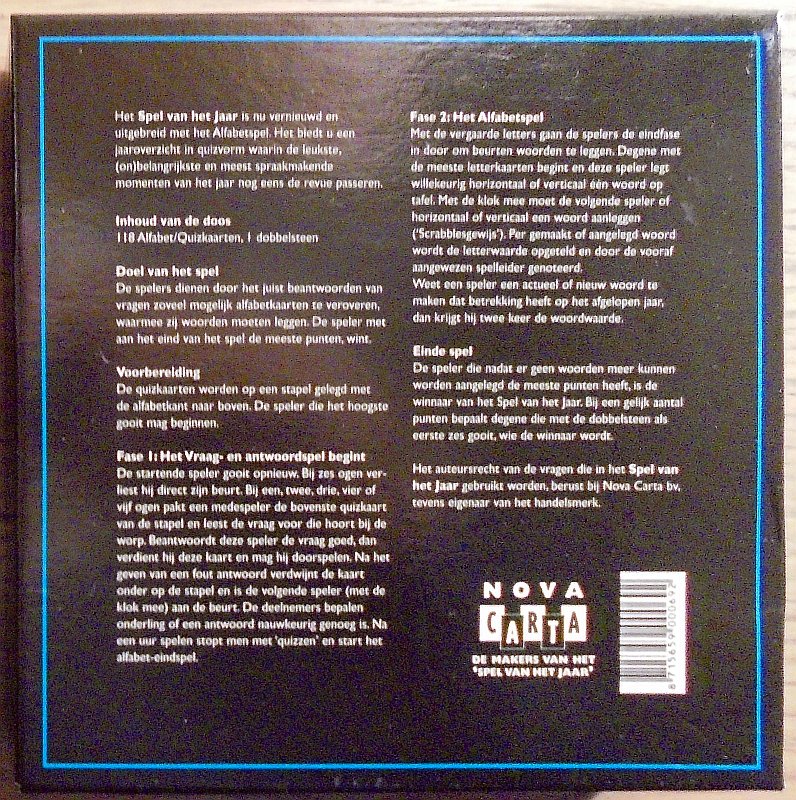 Het Spel van het Jaar is nu vernieuwd en
uitgebreid met het Alfabetspel. Het biedt u een
jaaroverzicht in quizvorm waarin de leukste,
(on)belangrijkste en meest spraakmakende
momenten van het jaar nog eens de revue passeren.
Inhoud van de doos
118 Alfabet/Quizkaarten, 1 dobbelsteen
Doel van het spel
De spelers dienen door het juist beantwoorden van
vragen zoveel mogelijk alfabetkaarten te veroveren,
waarmee zij woorden moeten leggen. De speler met
aan het eind van het spel de meeste punten, wint.
Voorbereiding
De quizkaarten worden op een stapel gelegd met
de alfabetkant naar boven. De speler die het hoogste
gooit mag beginnen.
Fase 1: Het Vraag- en antwoordspel begint
De startende speler gooit opnieuw. Bij zes ogen ver-
liest hij direct zijn beurt. Bij een, twee, drie, vier of
vijf ogen pakt een medespeler de bovenste quizkaart
van de stapel en leest de vraag voor die hoort bij de
worp. Beantwoordt deze speler de vraag goed, dan
verdient hij deze kaart en mag hij doorspelen. Na het
geven van een fout antwoord verdwijnt de kaart
onder op de stapel en is de volgende speler (met de
klok mee) aan de beurt. De deelnemers bepalen
onderling of een antwoord nauwkeurig genoeg is. Na
een uur spelen stopt men met 'quizzen' en start het
alfabet-eindspel.
Fase 2: Het Alfabetspel
Met de vergaarde letters gaan de spelers de eindfase
in door om beurten woorden te leggen. Degene met
de meeste letterkaarten begint en deze speler legt
willekeurig horizontaal of verticaal één woord op
tafel. Met de klok mee moet de volgende speler of
horizontaal of verticaal een woord aanleggen
('Scrabblesgewijs'). Per gemaakt of aangelegd woord
wordt de letterwaarde opgeteld en door de vooraf
aangewezen spelleider genoteerd.
Weet een speler een actueel of nieuw woord te
maken dat betrekking heeft op het afgelopen jaar,
dan krijgt hij twee keer de woordwaarde.
Einde spel
De speler die nadat er geen woorden meer kunnen
worden aangelegd de meeste punten heeft, is de
winnaar van het Spel van het Jaar. Bij een gelijk aantal
punten bepaalt degene die met de dobbelsteen als
eerste zes gooit, wie de winnaar wordt.
Het auteursrecht van de vragen die in het Spel van
het Jaar gebruikt worden, berust bij Nova Carta bv,
tevens eigenaar van het handelsmerk.
NOVA
CARTA
DE MAKERS VAN HET
'SPEL VAN HET JAAR'
8 715659 000692